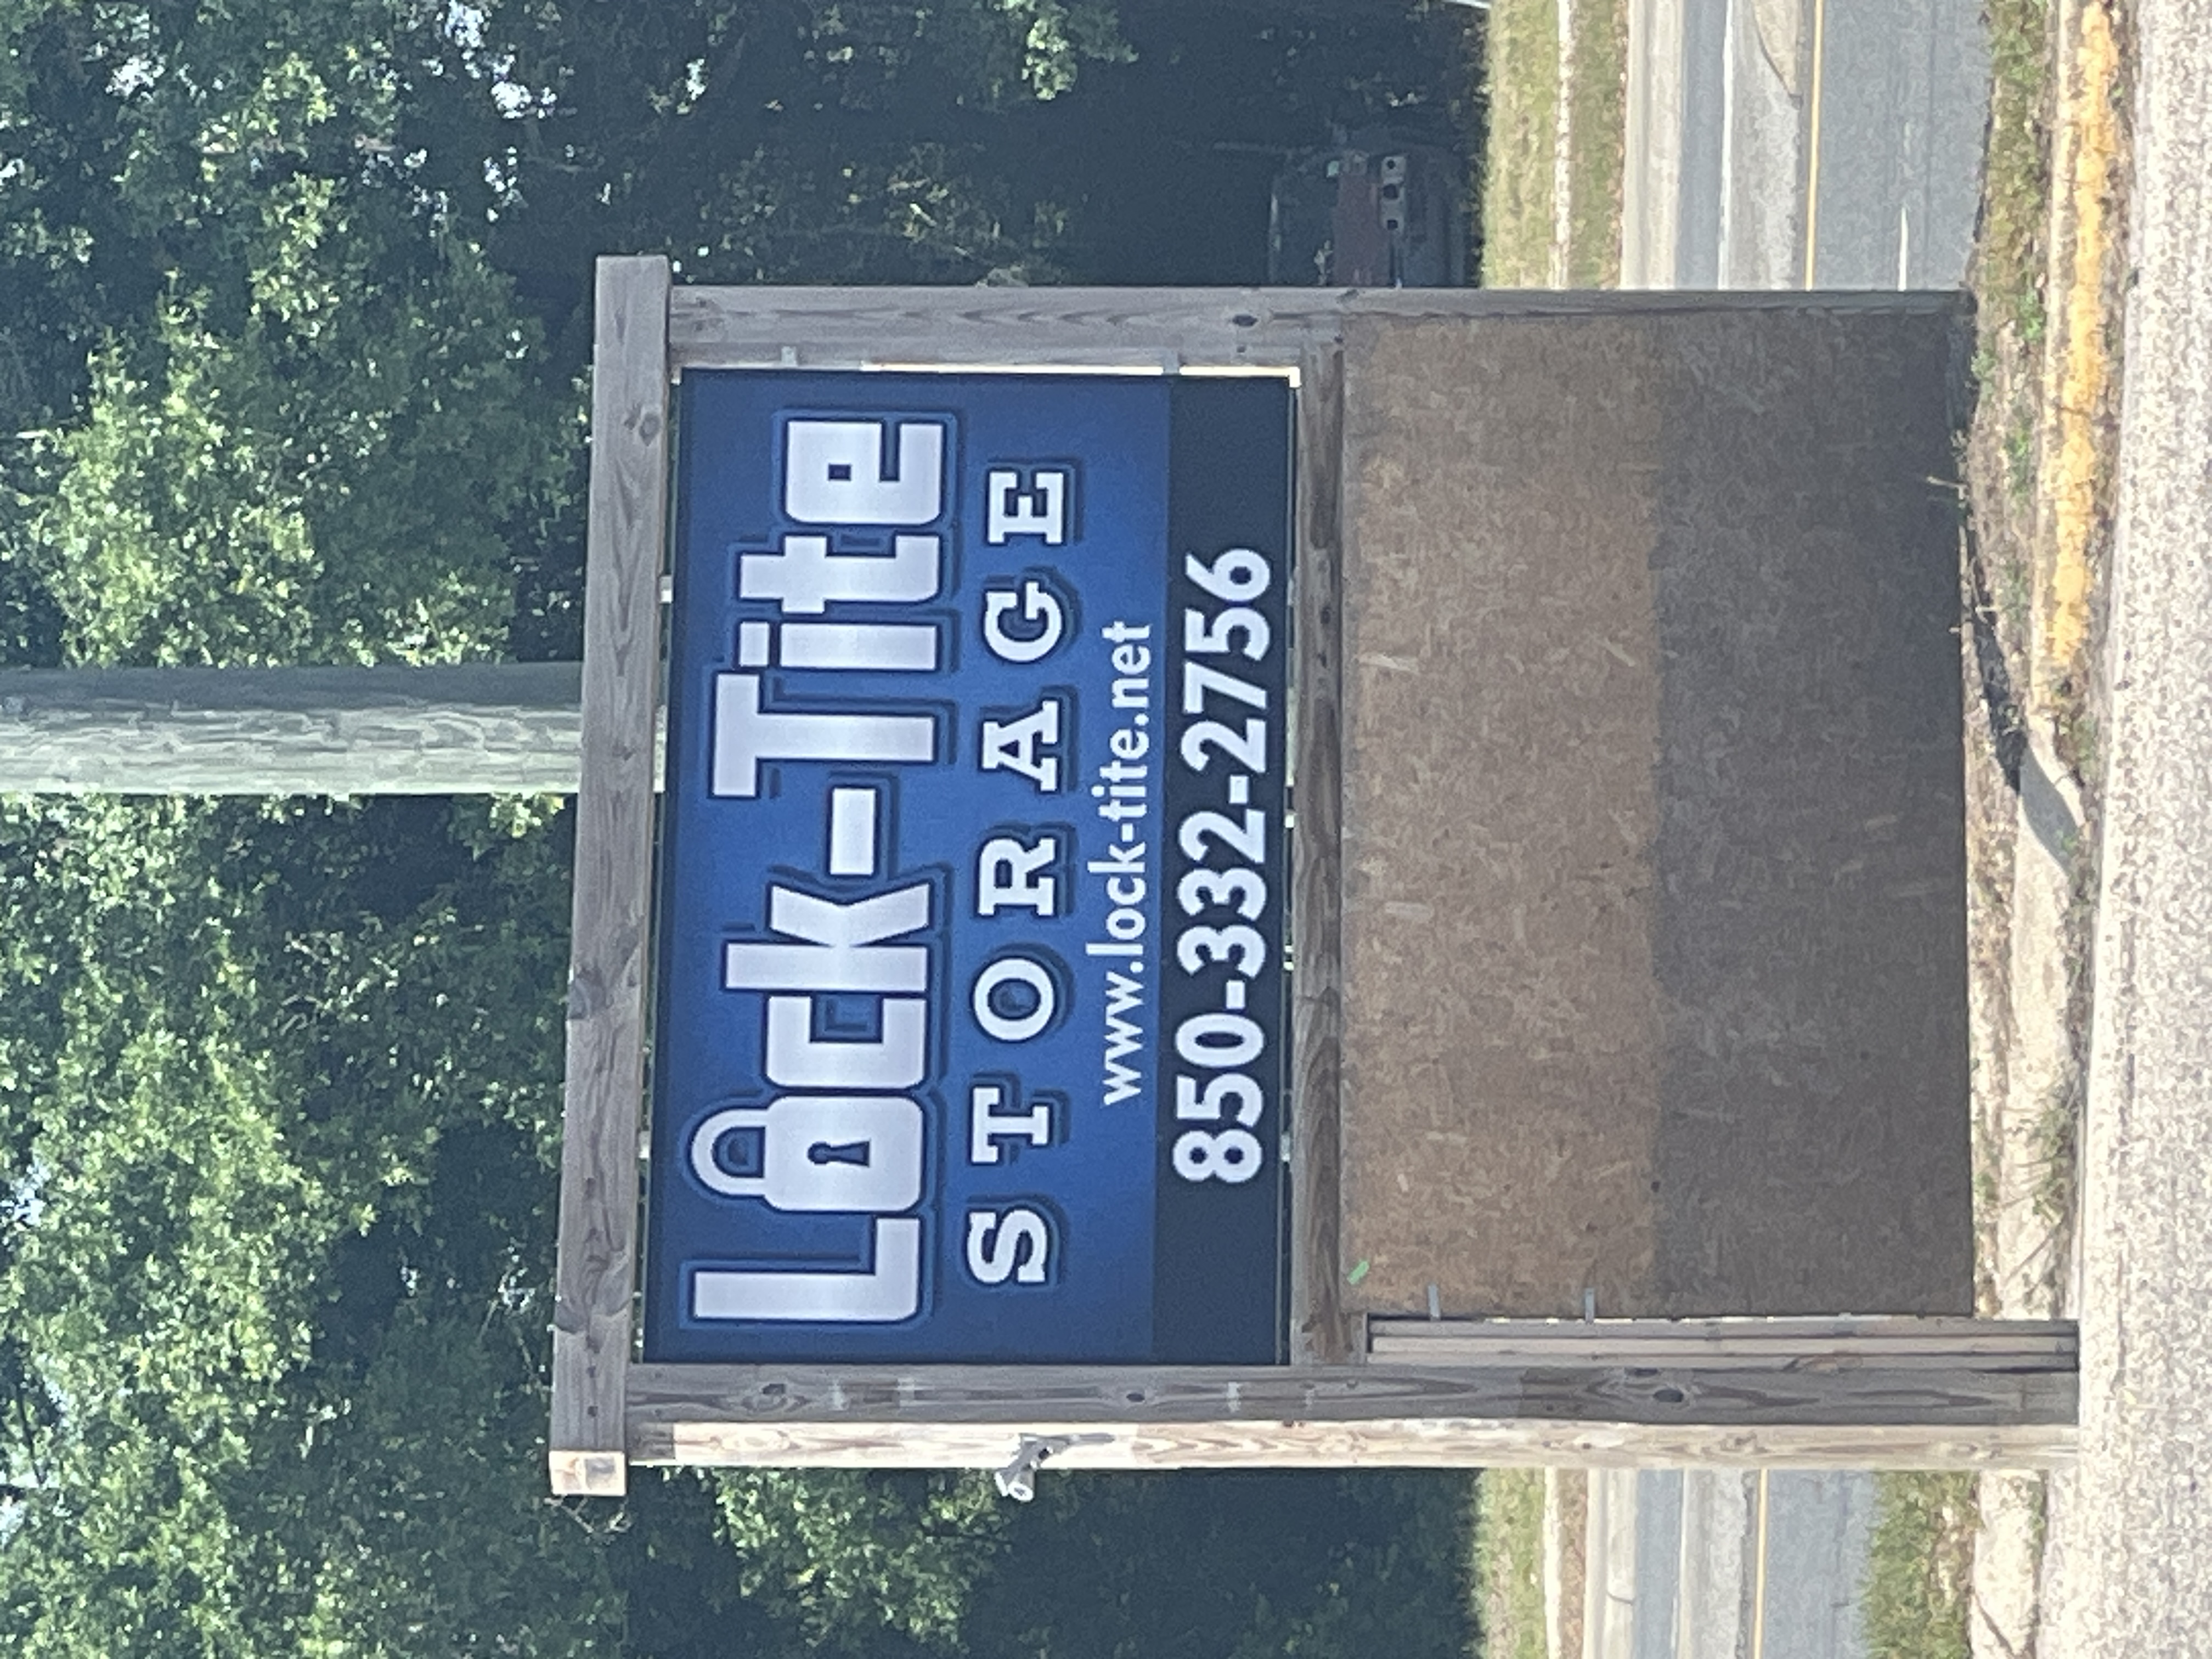 Lock-Tite
STORAGE
www.lock-tite.net
850-332-2756